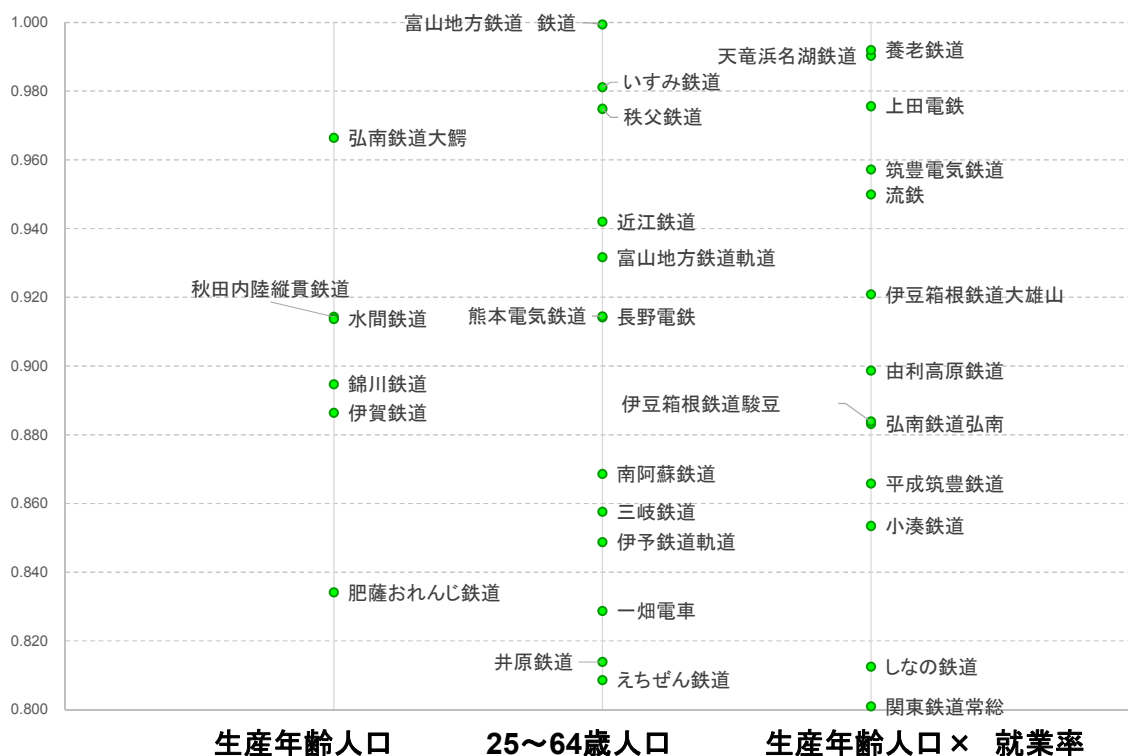 1.000
0.980
0.960
0.940
0.920
0.900
0.880
0.860
0.840
0.820
0.800
弘南鉄道大鰐
秋田内陸縦貫鉄道
水間鉄道
錦川鉄道
伊賀鉄道
肥薩おれんじ鉄道
富山地方鉄道 鉄道
いすみ鉄道
秩父鉄道
近江鉄道
富山地方鉄道軌道
熊本電気鉄道
長野電鉄
南阿蘇鉄道
三岐鉄道
伊予鉄道軌道
一畑電車
井原鉄道
えちぜん鉄道
養老鉄道
天竜浜名湖鉄道
上田電鉄
筑豊電気鉄道
流鉄
伊豆箱根鉄道大雄山
由利高原鉄道
伊豆箱根鉄道駿豆
弘南鉄道弘南
平成筑豊鉄道
小湊鉄道
しなの鉄道
関東鉄道常総
生産年齢人口
25～64歳人口
生産年齢人口× 就業率